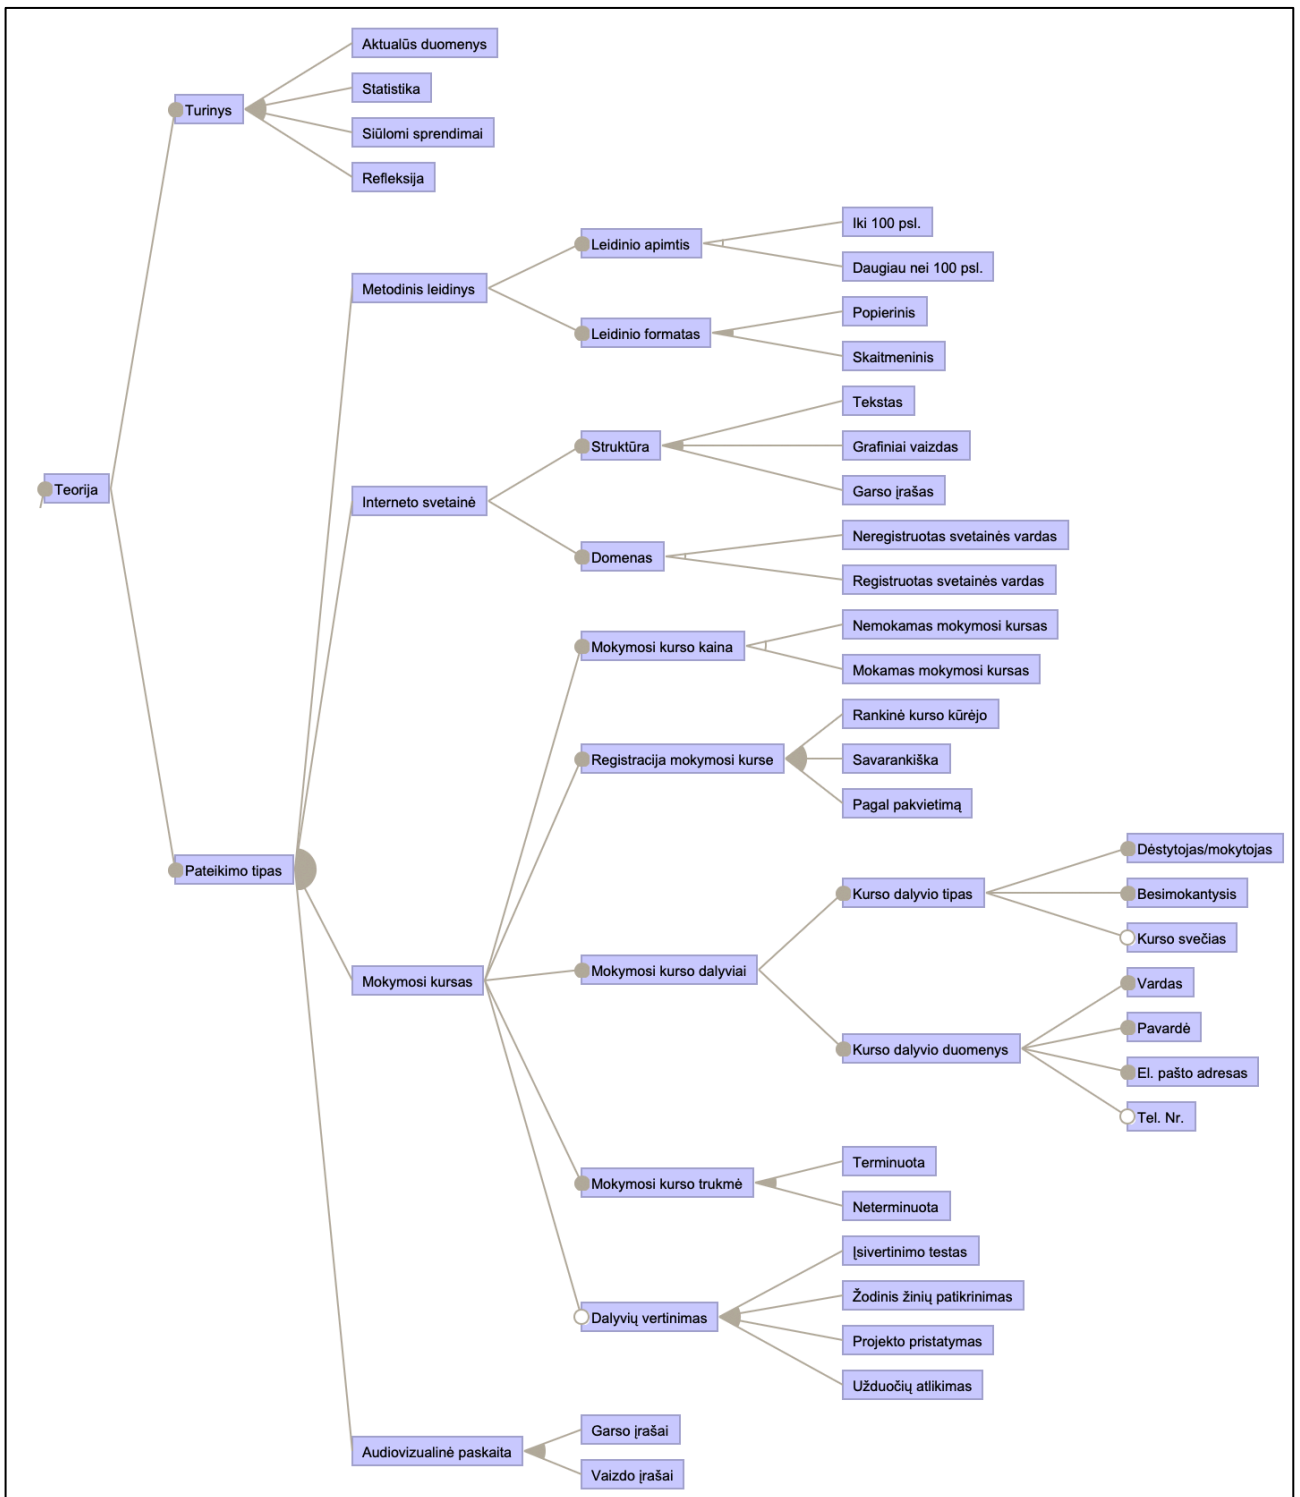 Aktualūs duomenys
Statistika
Turinys
Siūlomi sprendimai
Refleksija
Iki 100 psl.
Leidinio apimtis
Daugiau nei 100 psl.
Metodinis leidinys
Popierinis
Leidinio formatas
Skaitmeninis
Tekstas
Struktūra
Grafiniai vaizdas
Garso įrašas
Teorija
Interneto svetainė
Neregistruotas svetainės vardas
Domenas
Registruotas svetainės vardas
Nemokamas mokymosi kursas
Mokymosi kurso kaina
Mokamas mokymosi kursas
Rankinė kurso kūrėjo
Registracija mokymosi kurse
Savarankiška
Pagal pakvietimą
Dėstytojas/mokytojas
Pateikimo tipas
Kurso dalyvio tipas
Besimokantysis
Kurso svečias
Mokymosi kurso dalyviai
Mokymosi kursas
Vardas
Pavardė
Kurso dalyvio duomenys
El. pašto adresas
Tel. Nr.
Terminuota
Mokymosi kurso trukmė
Neterminuota
Įsivertinimo testas
Žodinis žinių patikrinimas
Dalyvių vertinimas
Projekto pristatymas
Užduočių atlikimas
Garso įrašai
Audiovizualinė paskaita
Vaizdo įrašai